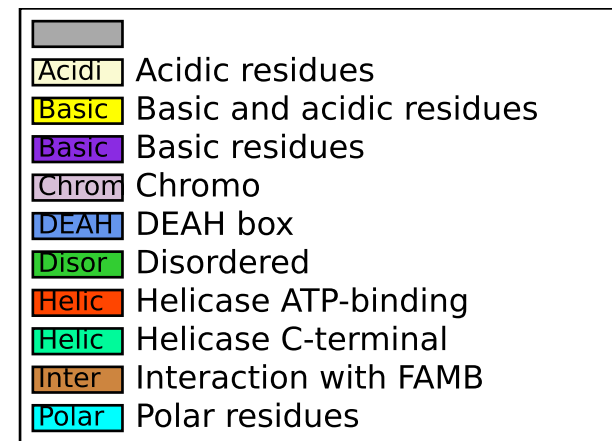 Acidi Acidic residues
Basic Basic and acidic residues
Basic Basic residues
Chrom Chromo
DEAH DEAH box
Disor Disordered
Helic Helicase ATP-binding
Helic Helicase C-terminal
Inter Interaction with FAMB
Polar Polar residues